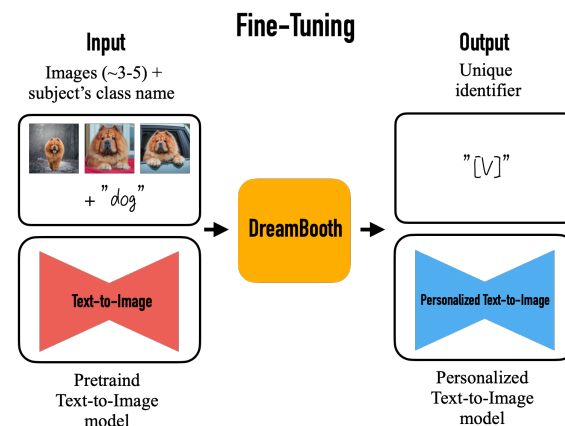 Fine-Tuning
Input
Images (~3-5) +
subject's class name
+ "dog"
Text-to-Image
Pretraind
Text-to-Image
model
DreamBooth
Output
Unique
identifier
"[V]"
Personalized Text-to-Image
Personalized
Text-to-Image
model